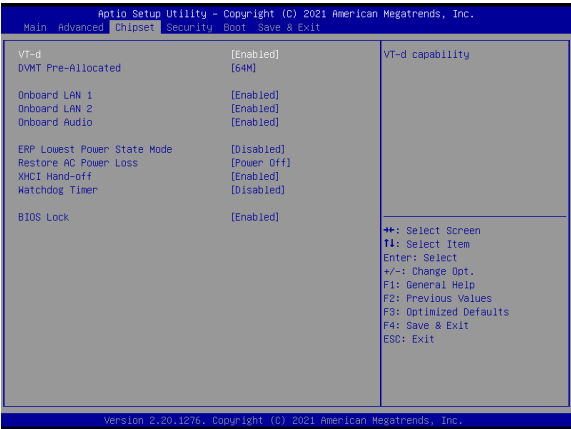 Aptio Setup Utility – Copyright (C) 2021 American Megatrends, Inc.
Main Advanced Chipset Security Boot Save & Exit
VT-d [Enabled] VT-d capability
DVMT Pre-Allocated [64M]
Onboard LAN 1 [Enabled]
Onboard LAN 2 [Enabled]
Onboard Audio [Enabled]
ERP Lowest Power State Mode [Disabled]
Restore AC Power Loss [Power Off]
XHCI Hand-off [Enabled]
Watchdog Timer [Disabled]
BIOS Lock [Enabled]
→←: Select Screen
↑↓: Select Item
Enter: Select
+/-: Change Opt.
F1: General Help
F2: Previous Values
F3: Optimized Defaults
F4: Save & Exit
ESC: Exit
Version 2.20.1276. Copyright (C) 2021 American Megatrends, Inc.